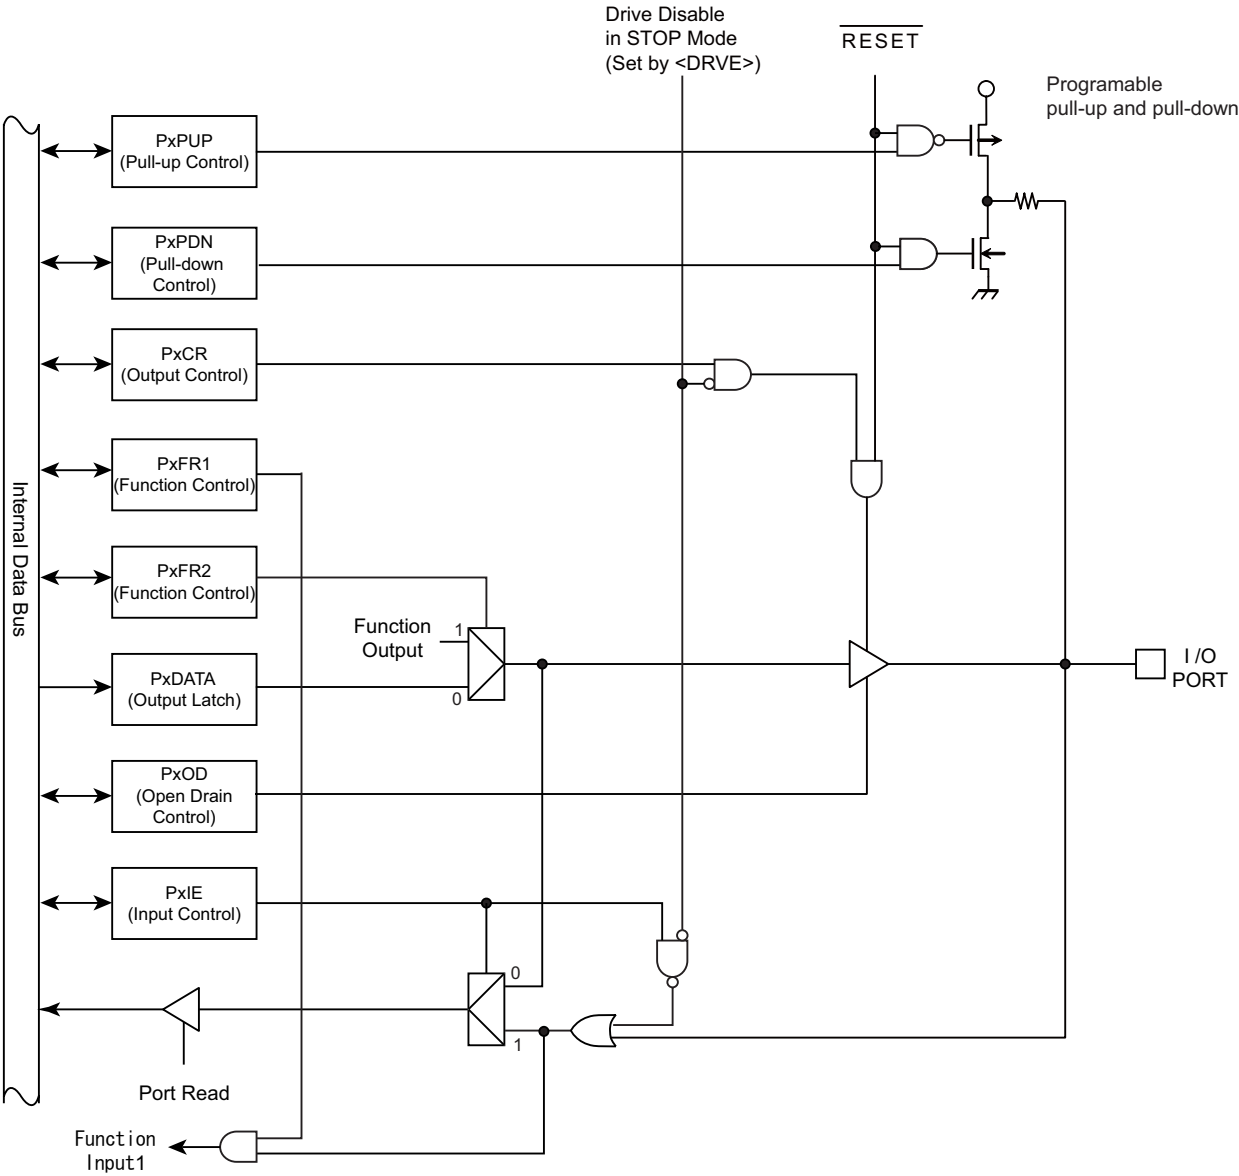 Drive Disable
in STOP Mode
(Set by <DRVE>)
RESET
Programable
pull-up and pull-down
PxPUP
(Pull-up Control)
PxPDN
(Pull-down
Control)
PxCR
(Output Control)
PxFR1
(Function Control)
Internal Data Bus
PxFR2
(Function Control)
Function
Output
1
0
PxDATA
(Output Latch)
I /O
PORT
PxOD
(Open Drain
Control)
PxIE
(Input Control)
0
1
Port Read
Function
Input1